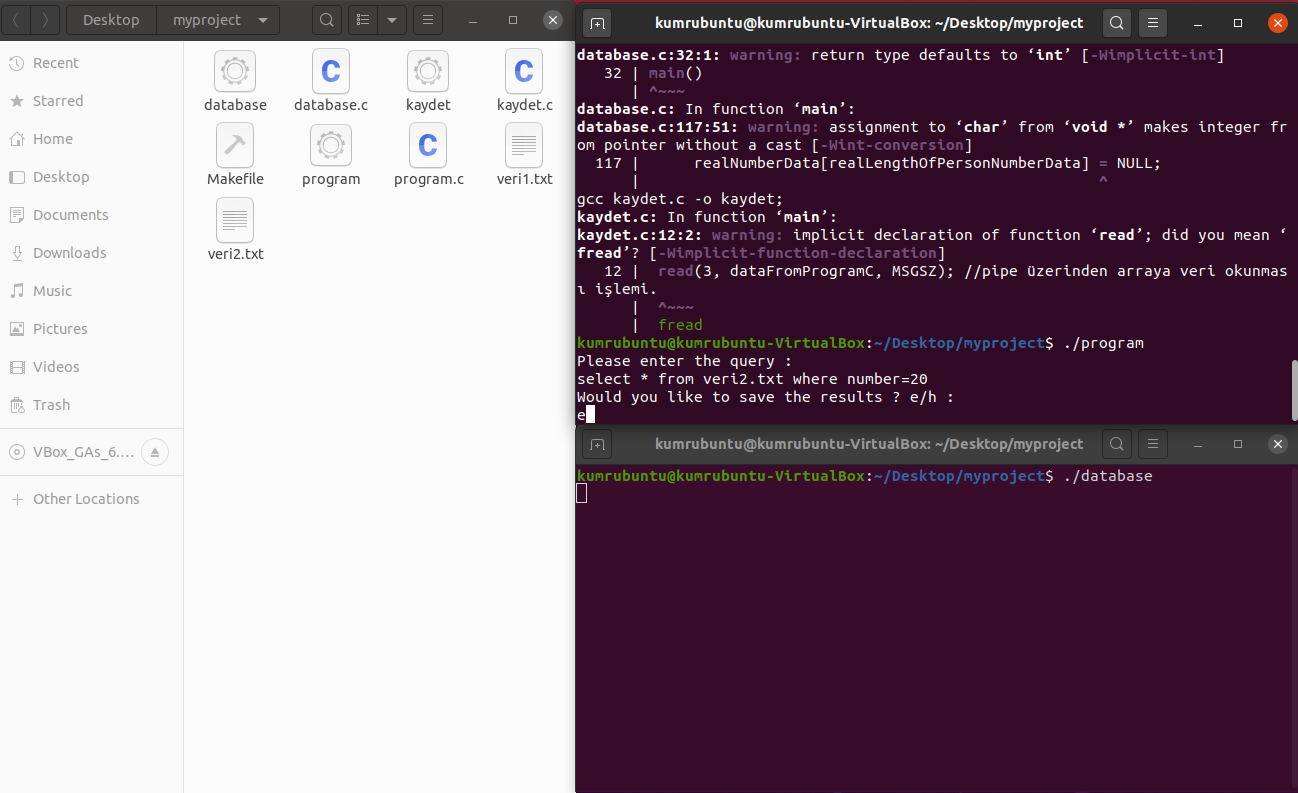 Desktop
myproject
Recent
Starred
Home
Desktop
Documents
Downloads
Music
Pictures
Videos
Trash
VBox_GAs_6....
Other Locations
database
database.c
kaydet
kaydet.c
Makefile
program
program.c
veri1.txt
veri2.txt
kumrubuntu@kumrubuntu-VirtualBox: ~/Desktop/myproject
database.c:32:1: warning: return type defaults to ‘int’ [-Wimplicit-int]
   32 | main()
      | ^~~~
database.c: In function ‘main’:
database.c:117:51: warning: assignment to ‘char’ from ‘void *’ makes integer fr
om pointer without a cast [-Wint-conversion]
  117 |      realNumberData[realLengthOfPersonNumberData] = NULL;
      |                                                   ^
gcc kaydet.c -o kaydet;
kaydet.c: In function ‘main’:
kaydet.c:12:2: warning: implicit declaration of function ‘read’; did you mean ‘
fread’? [-Wimplicit-function-declaration]
   12 |  read(3, dataFromProgramC, MSGSZ); //pipe üzerinden arraya veri okunmas
ı işlemi.
      |  ^~~~
      |  fread
kumrubuntu@kumrubuntu-VirtualBox:~/Desktop/myproject$ ./program
Please enter the query :
select * from veri2.txt where number=20
Would you like to save the results ? e/h :
e
kumrubuntu@kumrubuntu-VirtualBox: ~/Desktop/myproject
kumrubuntu@kumrubuntu-VirtualBox:~/Desktop/myproject$ ./database